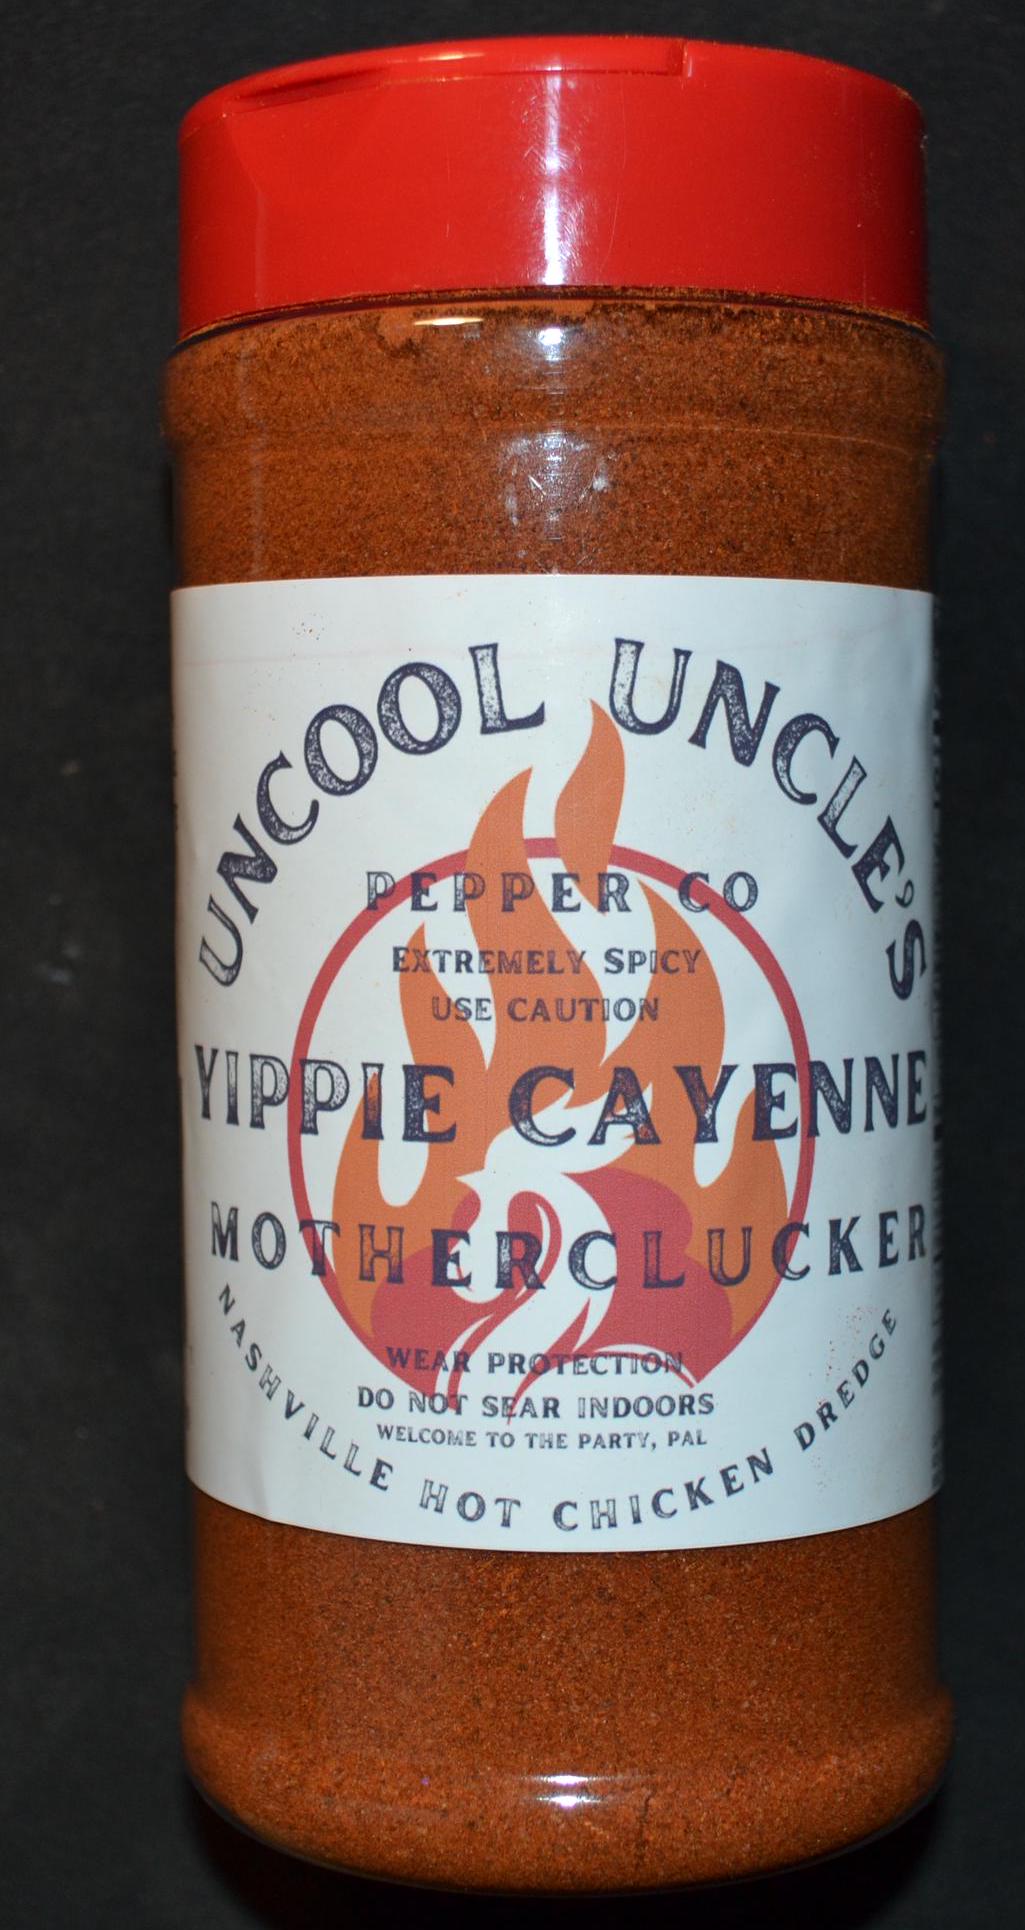 UNCOOL UNCLE'S
PEPPER CO
EXTREMELY SPICY
USE CAUTION
YIPPIE CAYENNE
MOTHERCLUCKER
WEAR PROTECTION
DO NOT SEAR INDOORS
WELCOME TO THE PARTY, PAL
NASHVILLE HOT CHICKEN DREDGE